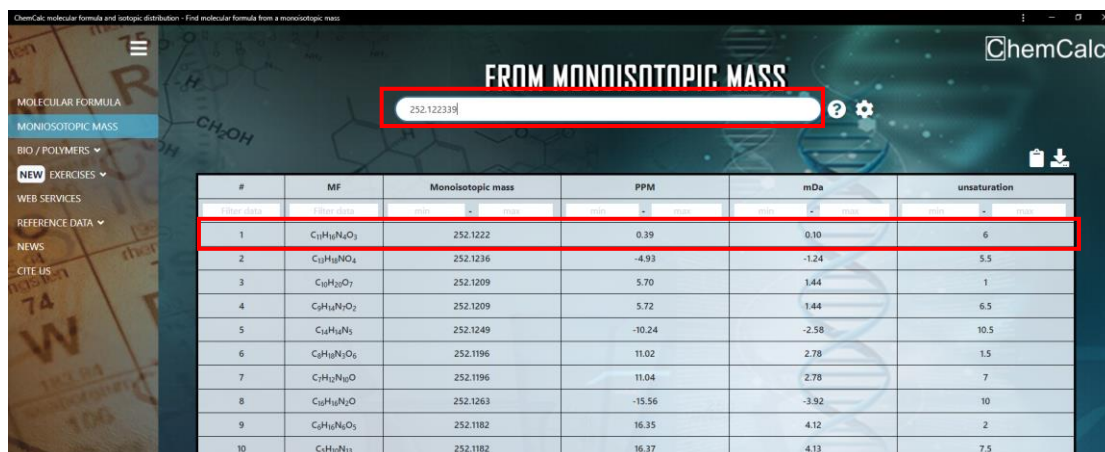 ChemCalc molecular formula and isotopic distribution - Find molecular formula from a monoisotopic mass
ChemCalc
FROM MONOISOTOPIC MASS
252.122339
MOLECULAR FORMULA
MONIOSOTOPIC MASS
BIO / POLYMERS
NEW EXERCISES
WEB SERVICES
REFERENCE DATA
NEWS
CITE US
# MF Monoisotopic mass PPM mDa unsaturation
Filter data Filter data min - max min - max min - max min - max
1 C₁₁H₁₆N₄O₃ 252.1222 0.39 0.10 6
2 C₁₃H₁₈NO₄ 252.1236 -4.93 -1.24 5.5
3 C₁₀H₂₀O₇ 252.1209 5.70 1.44 1
4 C₉H₁₄N₇O₂ 252.1209 5.72 1.44 6.5
5 C₁₄H₁₄N₅ 252.1249 -10.24 -2.58 10.5
6 C₈H₁₈N₃O₆ 252.1196 11.02 2.78 1.5
7 C₇H₁₂N₁₀O 252.1196 11.04 2.78 7
8 C₁₆H₁₆N₂O 252.1263 -15.56 -3.92 10
9 C₆H₁₆N₆O₅ 252.1182 16.35 4.12 2
10 C₅H₁₀N₁₃ 252.1182 16.37 4.13 7.5
CH₂OH
H
74
W
R